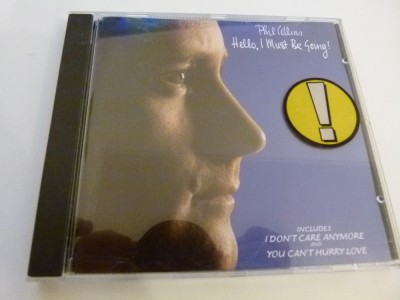 Phil Collins
Hello, I Must Be Going!
!
INCLUDES
I DON'T CARE ANYMORE
AND
YOU CAN'T HURRY LOVE